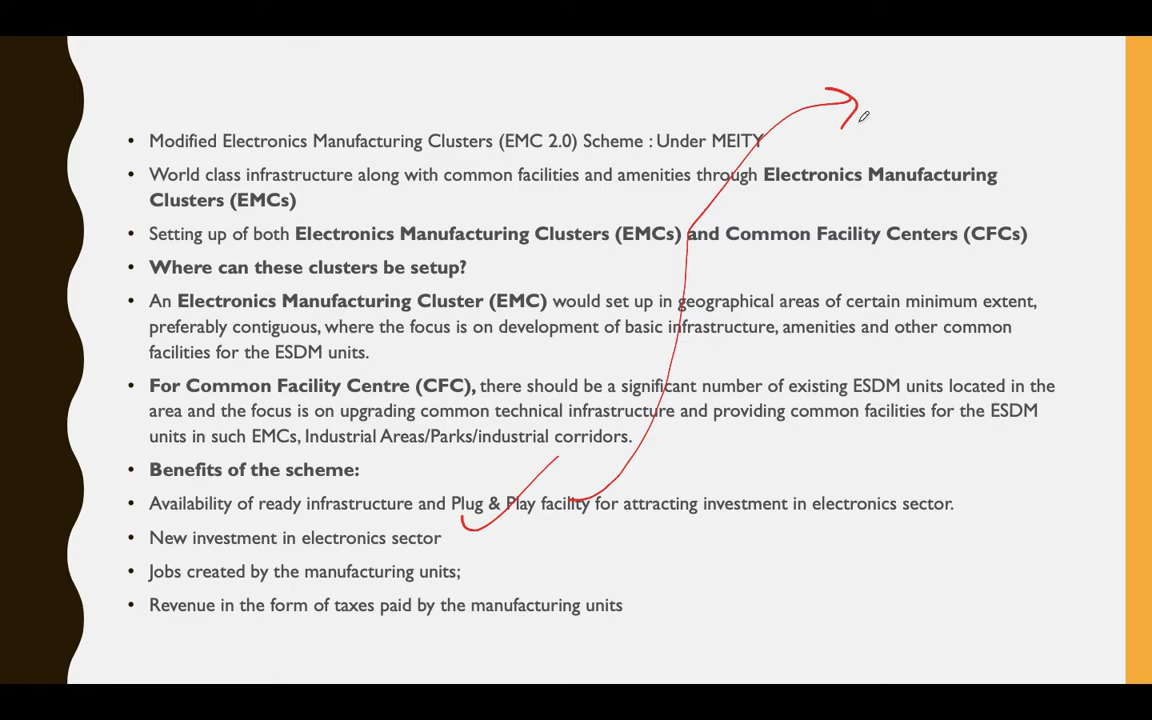 • Modified Electronics Manufacturing Clusters (EMC 2.0) Scheme : Under MEITY
• World class infrastructure along with common facilities and amenities through Electronics Manufacturing
Clusters (EMCs)
• Setting up of both Electronics Manufacturing Clusters (EMCs) and Common Facility Centers (CFCs)
• Where can these clusters be setup?
• An Electronics Manufacturing Cluster (EMC) would set up in geographical areas of certain minimum extent,
preferably contiguous, where the focus is on development of basic infrastructure, amenities and other common
facilities for the ESDM units.
• For Common Facility Centre (CFC), there should be a significant number of existing ESDM units located in the
area and the focus is on upgrading common technical infrastructure and providing common facilities for the ESDM
units in such EMCs, Industrial Areas/Parks/industrial corridors.
• Benefits of the scheme:
• Availability of ready infrastructure and Plug & Play facility for attracting investment in electronics sector.
• New investment in electronics sector
• Jobs created by the manufacturing units;
• Revenue in the form of taxes paid by the manufacturing units